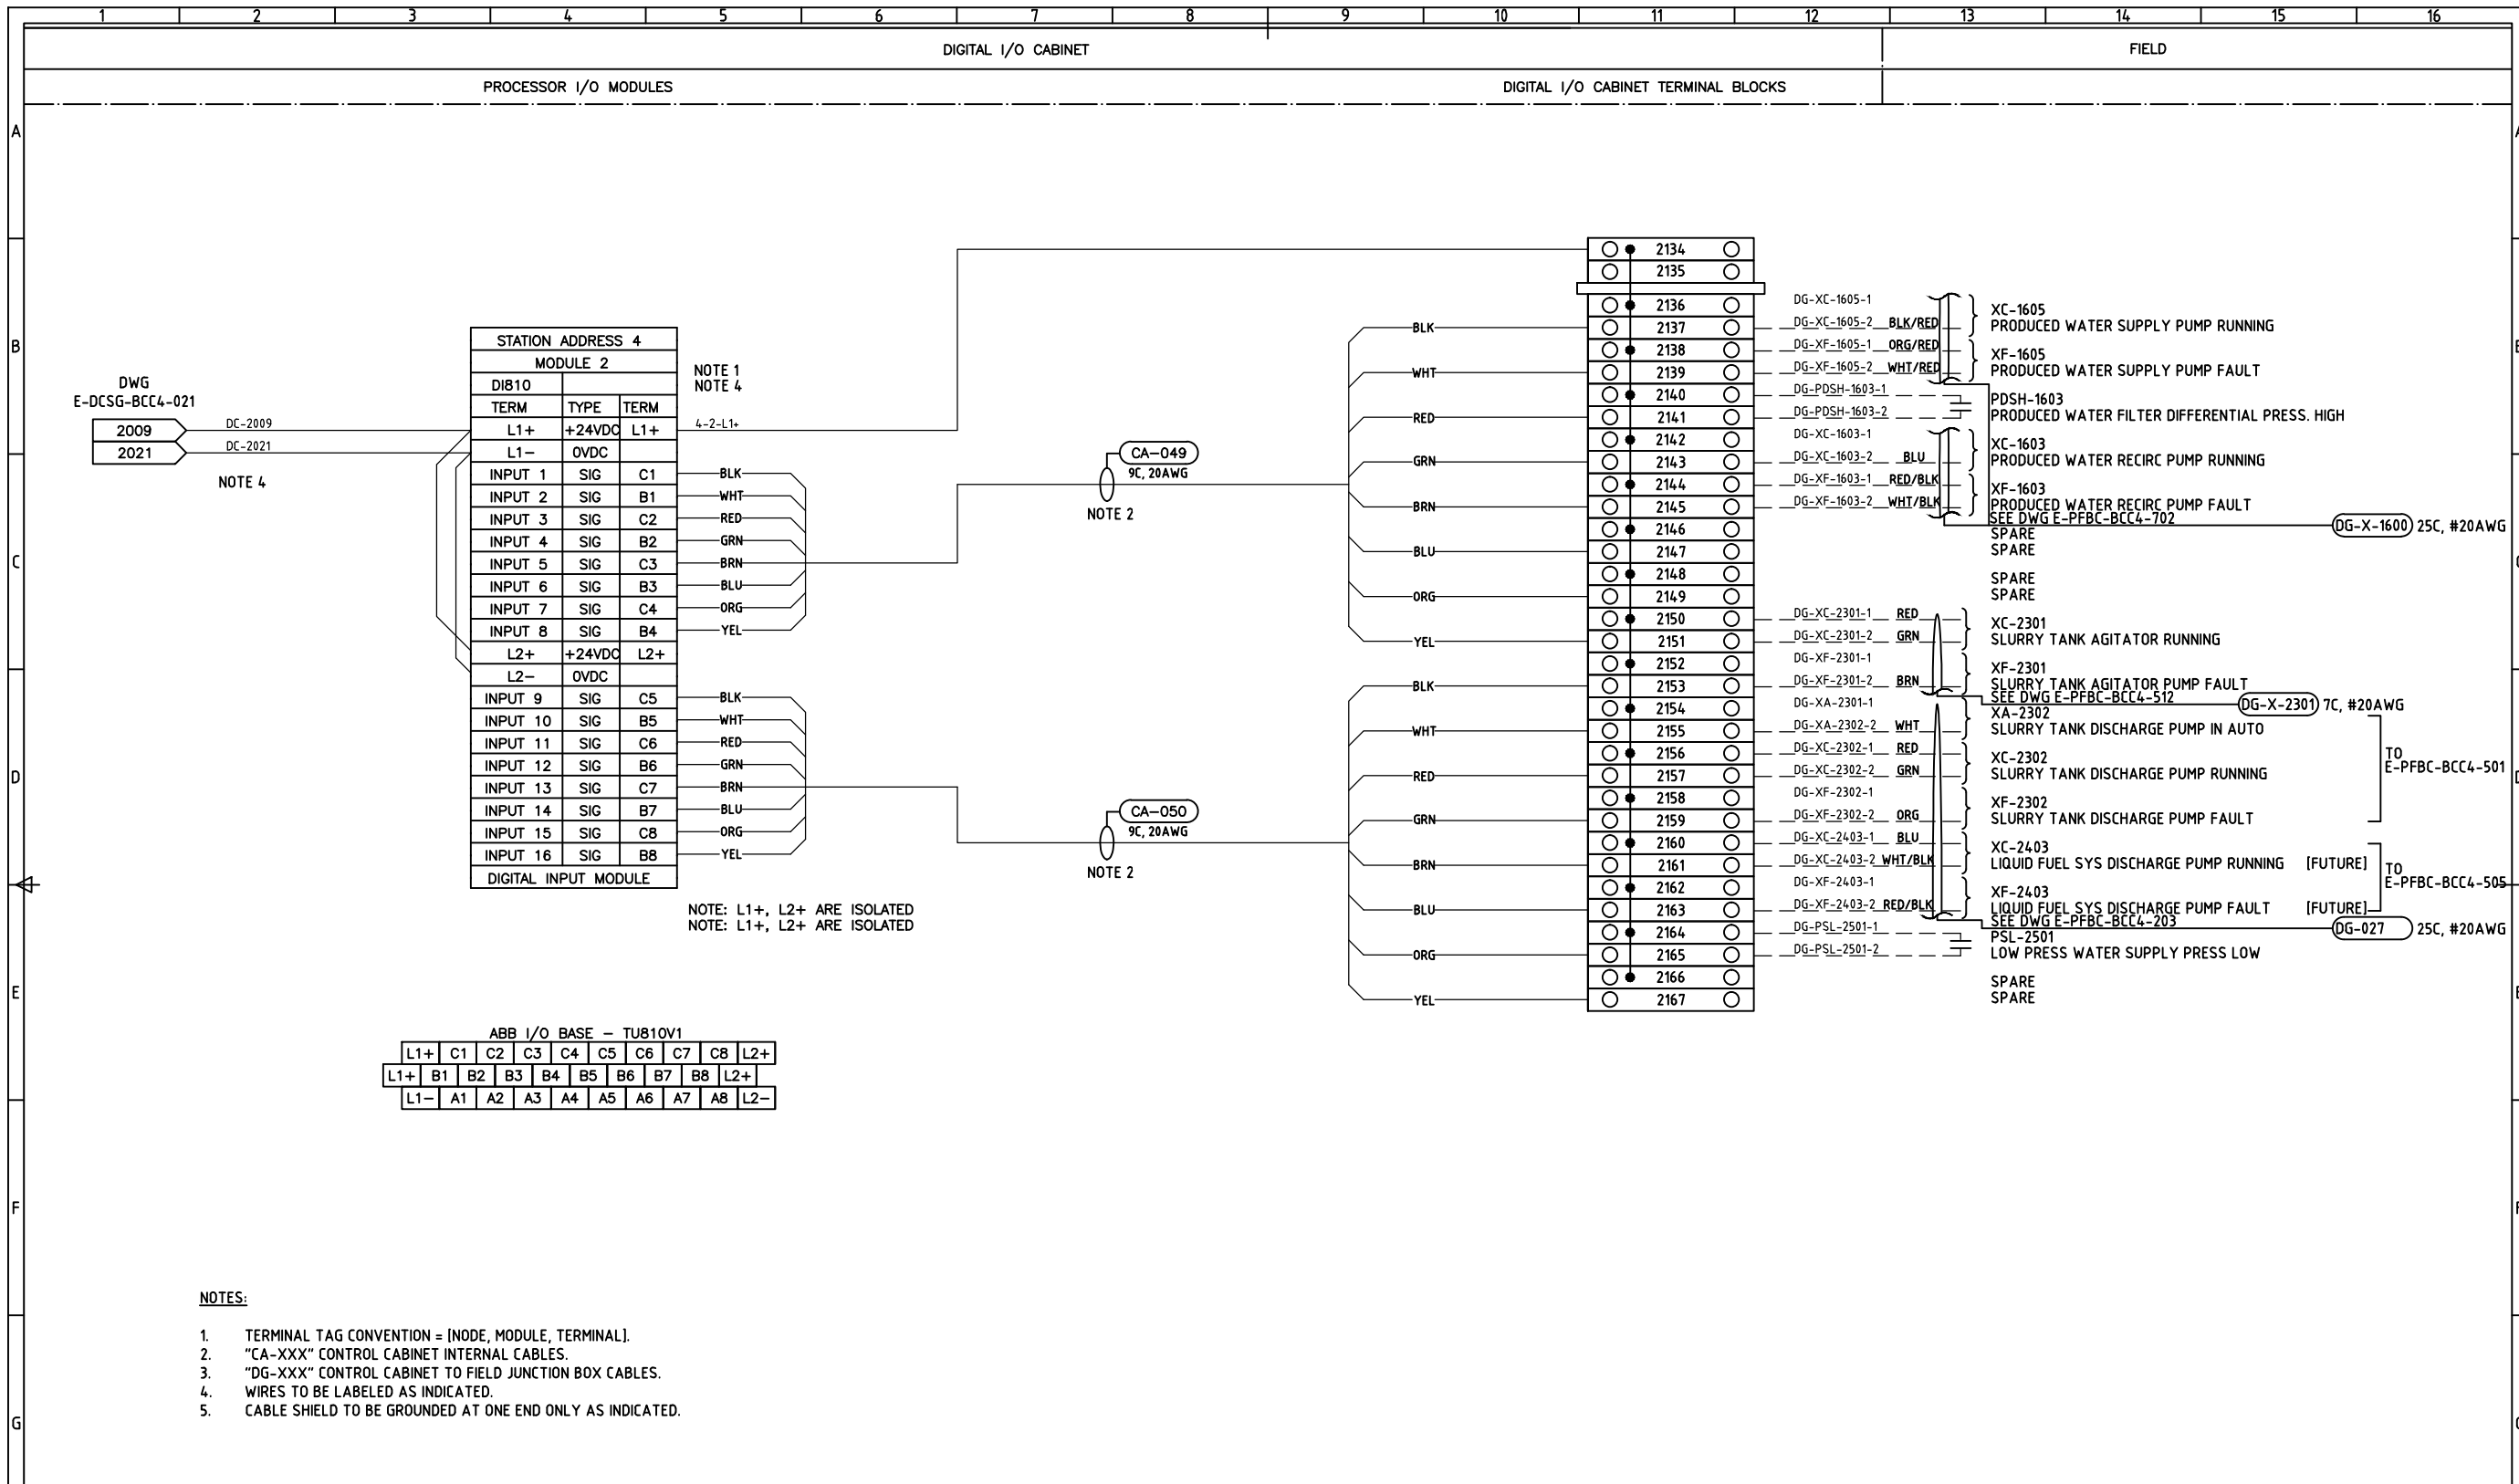 1 2 3 4 5 6 7 8 9 10 11 12 13 14 15 16
DIGITAL I/O CABINET
FIELD
PROCESSOR I/O MODULES
DIGITAL I/O CABINET TERMINAL BLOCKS
A
B
C
D
E
F
G
DWG
E-DCSG-BCC4-021
2009 DC-2009
2021 DC-2021
NOTE 4
STATION ADDRESS 4
MODULE 2
DI810
TERM TYPE TERM
L1+ +24VDC L1+
L1- 0VDC
INPUT 1 SIG C1 BLK
INPUT 2 SIG B1 WHT
INPUT 3 SIG C2 RED
INPUT 4 SIG B2 GRN
INPUT 5 SIG C3 BRN
INPUT 6 SIG B3 BLU
INPUT 7 SIG C4 ORG
INPUT 8 SIG B4 YEL
L2+ +24VDC L2+
L2- 0VDC
INPUT 9 SIG C5 BLK
INPUT 10 SIG B5 WHT
INPUT 11 SIG C6 RED
INPUT 12 SIG B6 GRN
INPUT 13 SIG C7 BRN
INPUT 14 SIG B7 BLU
INPUT 15 SIG C8 ORG
INPUT 16 SIG B8 YEL
DIGITAL INPUT MODULE
NOTE 1
NOTE 4
4-2-L1+
NOTE: L1+, L2+ ARE ISOLATED
NOTE: L1+, L2+ ARE ISOLATED
CA-049
9C, 20AWG
NOTE 2
CA-050
9C, 20AWG
NOTE 2
BLK
WHT
RED
GRN
BRN
BLU
ORG
YEL
BLK
WHT
RED
GRN
BRN
BLU
ORG
YEL
2134
2135
2136 DG-XC-1605-1
2137 DG-XC-1605-2 BLK/RED
2138 DG-XF-1605-1 ORG/RED
2139 DG-XF-1605-2 WHT/RED
2140 DG-PDSH-1603-1
2141 DG-PDSH-1603-2
2142 DG-XC-1603-1
2143 DG-XC-1603-2 BLU
2144 DG-XF-1603-1 RED/BLK
2145 DG-XF-1603-2 WHT/BLK
2146
2147
2148
2149
2150 DG-XC-2301-1 RED
2151 DG-XC-2301-2 GRN
2152 DG-XF-2301-1
2153 DG-XF-2301-2 BRN
2154 DG-XA-2301-1
2155 DG-XA-2302-2 WHT
2156 DG-XC-2302-1 RED
2157 DG-XC-2302-2 GRN
2158 DG-XF-2302-1
2159 DG-XF-2302-2 ORG
2160 DG-XC-2403-1 BLU
2161 DG-XC-2403-2 WHT/BLK
2162 DG-XF-2403-1
2163 DG-XF-2403-2 RED/BLK
2164 DG-PSL-2501-1
2165 DG-PSL-2501-2
2166
2167
XC-1605
PRODUCED WATER SUPPLY PUMP RUNNING
XF-1605
PRODUCED WATER SUPPLY PUMP FAULT
PDSH-1603
PRODUCED WATER FILTER DIFFERENTIAL PRESS. HIGH
XC-1603
PRODUCED WATER RECIRC PUMP RUNNING
XF-1603
PRODUCED WATER RECIRC PUMP FAULT
SEE DWG E-PFBC-BCC4-702
DG-X-1600 25C, #20AWG
SPARE
SPARE
SPARE
SPARE
XC-2301
SLURRY TANK AGITATOR RUNNING
XF-2301
SLURRY TANK AGITATOR PUMP FAULT
SEE DWG E-PFBC-BCC4-512
DG-X-2301 7C, #20AWG
XA-2302
SLURRY TANK DISCHARGE PUMP IN AUTO
XC-2302
SLURRY TANK DISCHARGE PUMP RUNNING
TO
E-PFBC-BCC4-501
XF-2302
SLURRY TANK DISCHARGE PUMP FAULT
XC-2403
LIQUID FUEL SYS DISCHARGE PUMP RUNNING [FUTURE]
TO
E-PFBC-BCC4-505
XF-2403
LIQUID FUEL SYS DISCHARGE PUMP FAULT [FUTURE]
SEE DWG E-PFBC-BCC4-203
DG-027 25C, #20AWG
PSL-2501
LOW PRESS WATER SUPPLY PRESS LOW
SPARE
SPARE
ABB I/O BASE - TU810V1
L1+ C1 C2 C3 C4 C5 C6 C7 C8 L2+
L1+ B1 B2 B3 B4 B5 B6 B7 B8 L2+
L1- A1 A2 A3 A4 A5 A6 A7 A8 L2-
NOTES:
1. TERMINAL TAG CONVENTION = [NODE, MODULE, TERMINAL].
2. "CA-XXX" CONTROL CABINET INTERNAL CABLES.
3. "DG-XXX" CONTROL CABINET TO FIELD JUNCTION BOX CABLES.
4. WIRES TO BE LABELED AS INDICATED.
5. CABLE SHIELD TO BE GROUNDED AT ONE END ONLY AS INDICATED.